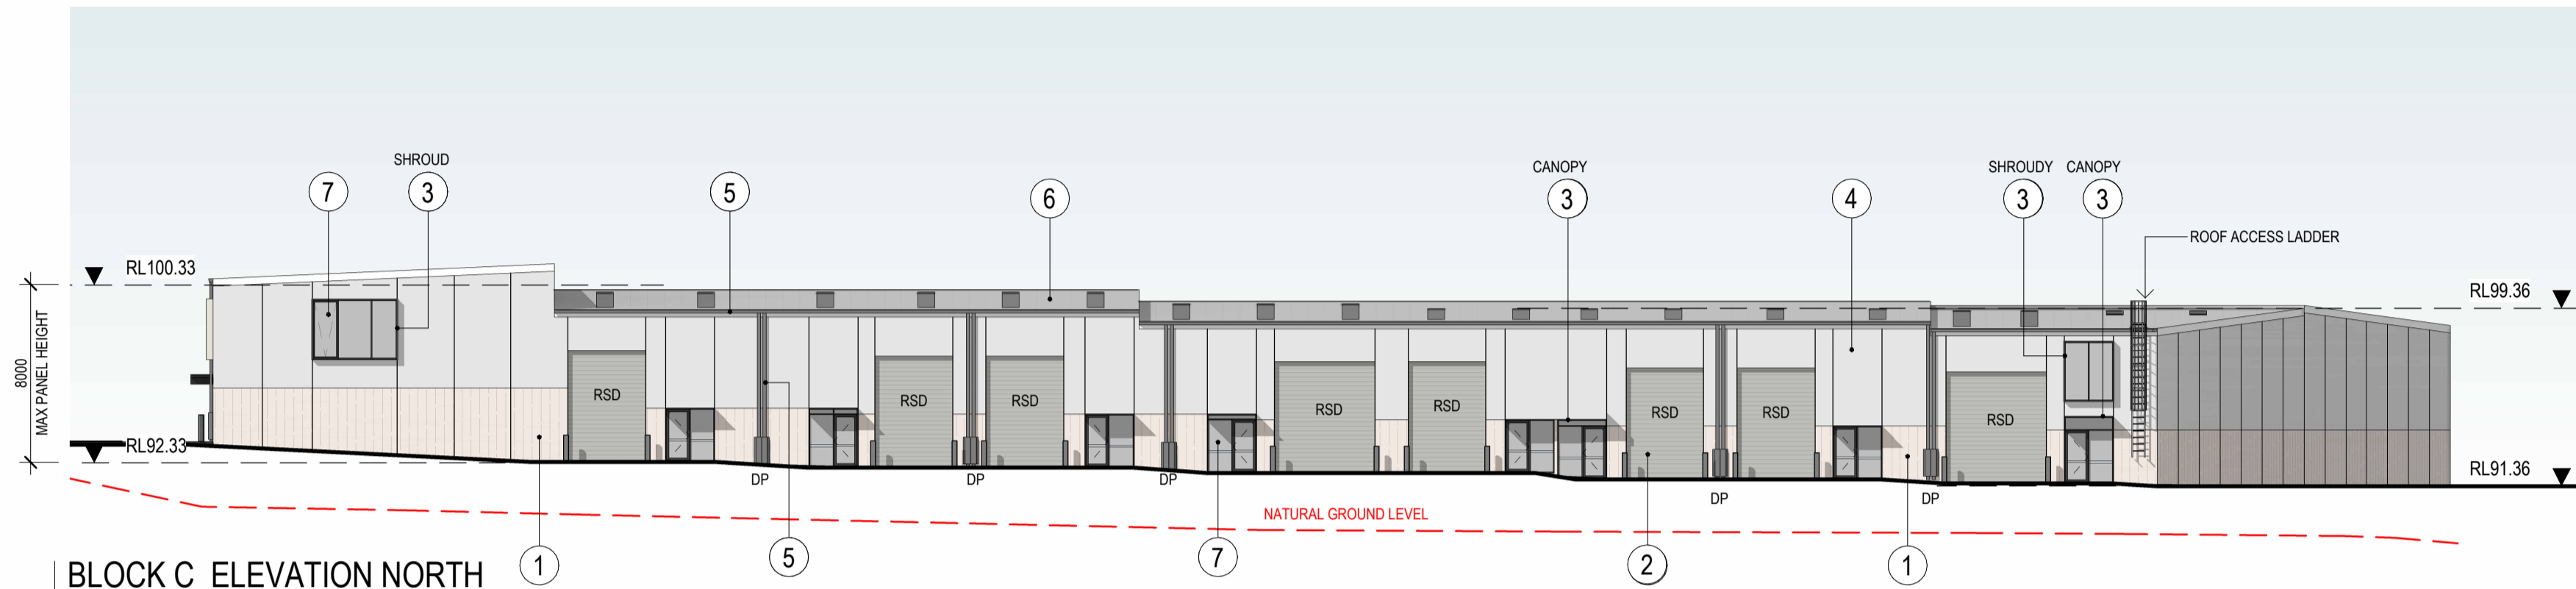 SHROUD
CANOPY
SHROUDY CANOPY
7
3
5
6
3
4
3
3
ROOF ACCESS LADDER
RL100.33
RL99.36
8000
MAX PANEL HEIGHT
RSD
RSD
RSD
RSD
RSD
RSD
RSD
RSD
RL92.33
RL91.36
DP
DP
DP
DP
DP
NATURAL GROUND LEVEL
1
5
7
2
1
BLOCK C ELEVATION NORTH